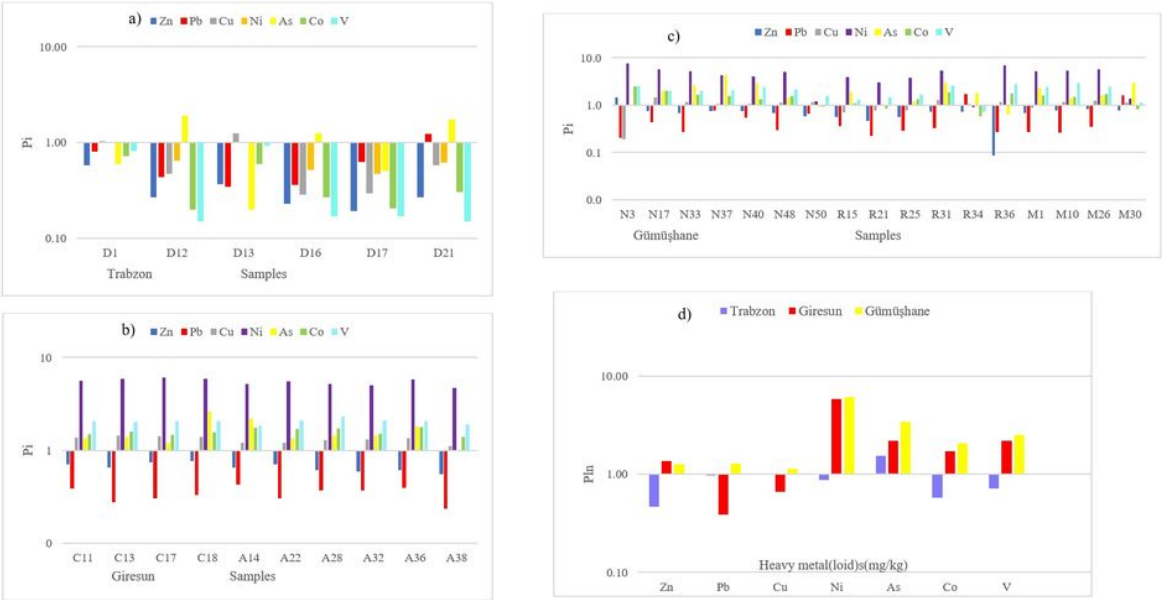 a)
Zn Pb Cu Ni As Co V
10.00
1.00
0.10
Pi
D1 D12 D13 D16 D17 D21
Trabzon Samples
b)
Zn Pb Cu Ni As Co V
10
1
0
Pi
C11 C13 C17 C18 A14 A22 A28 A32 A36 A38
Giresun Samples
c)
Zn Pb Cu Ni As Co V
10.0
1.0
0.1
0.0
Pi
N3 N17 N33 N37 N40 N48 N50 R15 R21 R25 R31 R34 R36 M1 M10 M26 M30
Gümüşhane Samples
d)
Trabzon Giresun Gümüşhane
10.00
1.00
0.10
PIn
Heavy metal(loid)s(mg/kg)
Zn Pb Cu Ni As Co V